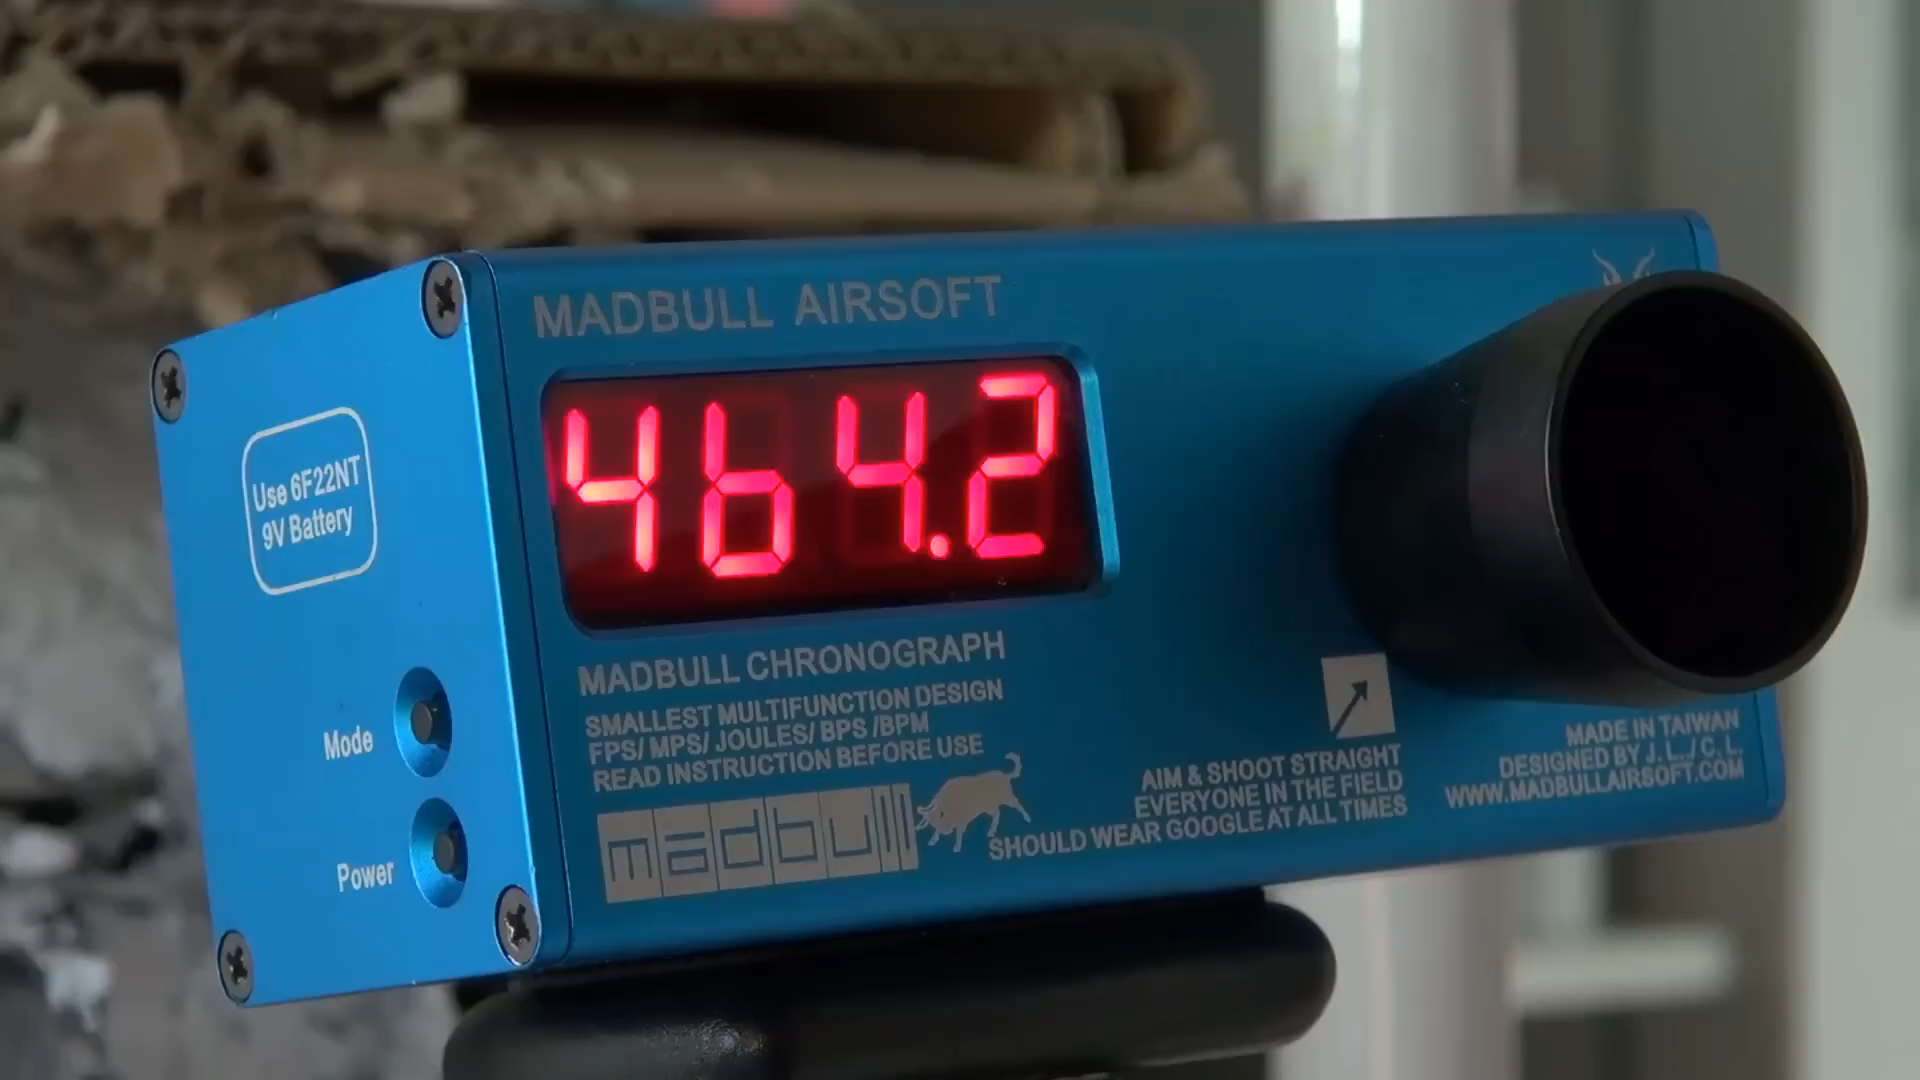 MADBULL AIRSOFT
464.2
Use 6F22NT
9V Battery
Mode
Power
MADBULL CHRONOGRAPH
SMALLEST MULTIFUNCTION DESIGN
FPS/ MPS/ JOULES/ BPS /BPM
READ INSTRUCTION BEFORE USE
madbull
AIM & SHOOT STRAIGHT
EVERYONE IN THE FIELD
SHOULD WEAR GOOGLE AT ALL TIMES
MADE IN TAIWAN
DESIGNED BY J. L./ C. L.
WWW.MADBULLAIRSOFT.COM